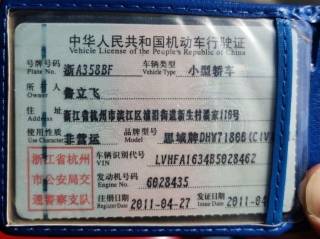 中华人民共和国机动车行驶证
Vehicle License of the People's Republic of China
号牌号码 浙A358BF 车辆类型 小型轿车
Plate No. Vehicle Type
所有人 鲁立飞
Owner
住址 浙江省杭州市滨江区浦沿街道新生村潘家119号
Address
使用性质 非营运 品牌型号 思域牌DHW7180B(CIV
Use Character
浙江省杭州
市公安局交
通警察支队
车辆识别代号 LVHFA1634B5028462
VIN
发动机号码 6028435
Engine No.
注册日期 2011-04-27 发证日期 2011-04
Register Date Issue Date